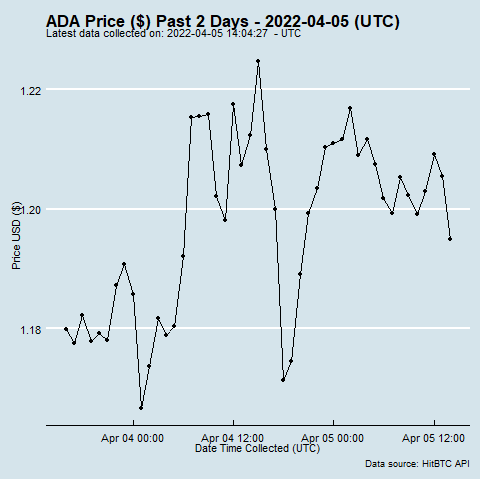 ADA Price ($) Past 2 Days - 2022-04-05 (UTC)
Latest data collected on: 2022-04-05 14:04:27 - UTC
1.22
1.20
1.18
Price USD ($)
Apr 04 00:00
Apr 04 12:00
Apr 05 00:00
Apr 05 12:00
Date Time Collected (UTC)
Data source: HitBTC API